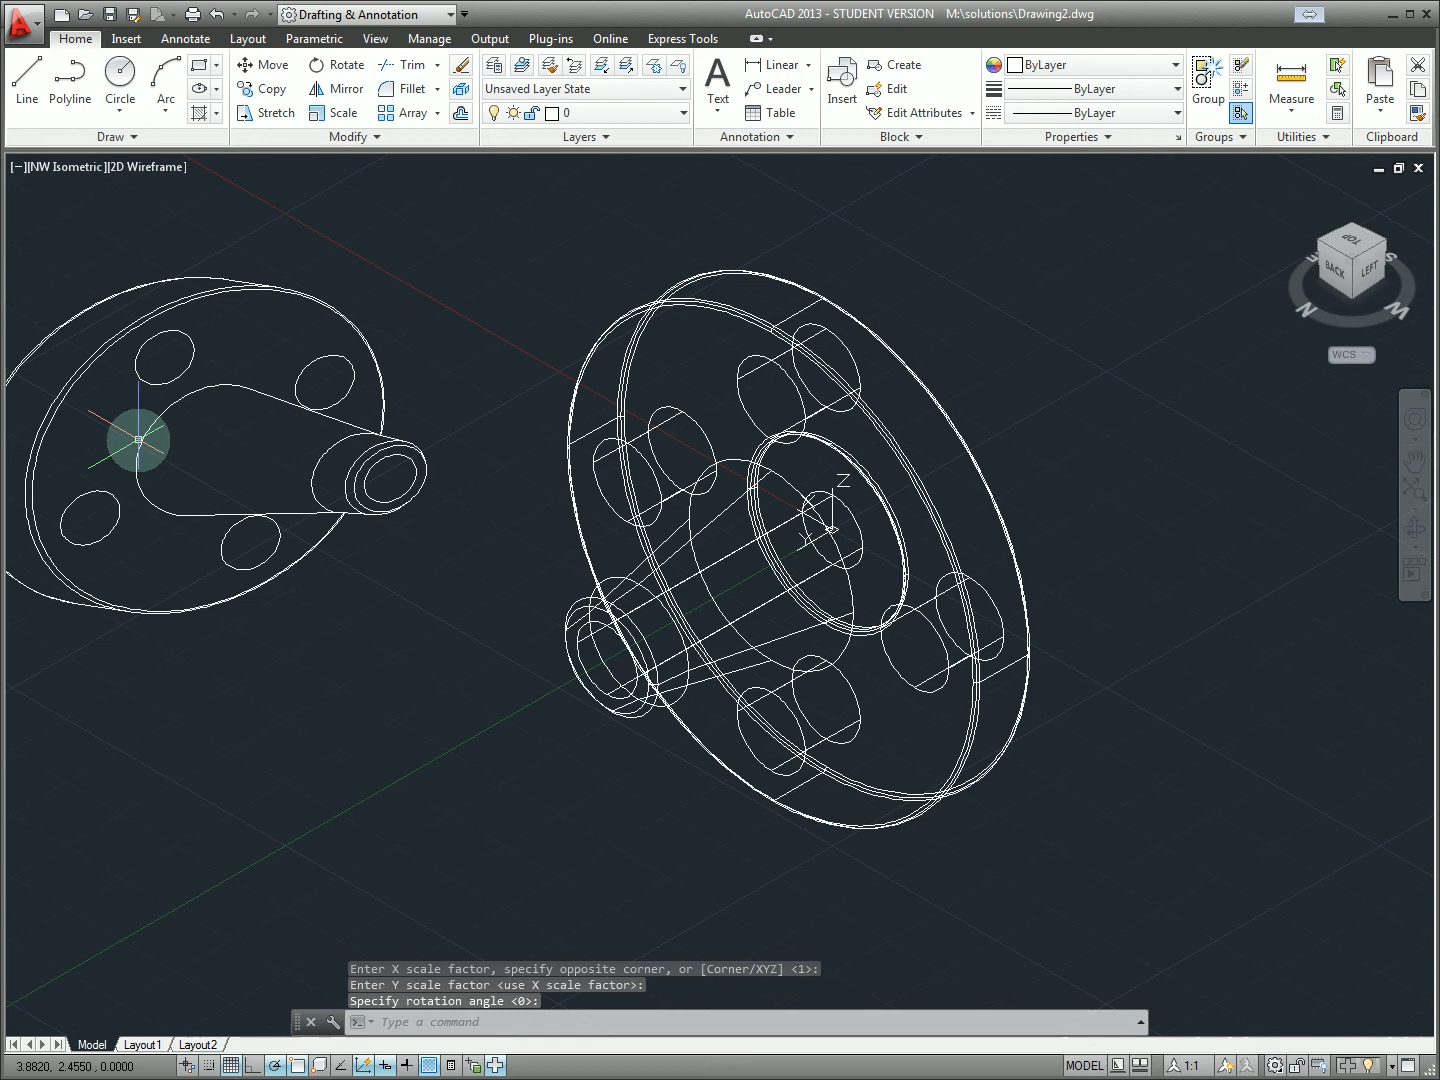 Drafting & Annotation
AutoCAD 2013 - STUDENT VERSION M:\solutions\Drawing2.dwg
Home Insert Annotate Layout Parametric View Manage Output Plug-ins Online Express Tools
Line Polyline Circle Arc
Move Rotate Trim
Copy Mirror Fillet
Stretch Scale Array
Unsaved Layer State
0
Text
Linear
Leader
Table
Insert
Create
Edit
Edit Attributes
ByLayer
ByLayer
ByLayer
Group
Measure
Paste
Draw Modify Layers Annotation Block Properties Groups Utilities Clipboard
[−][NW Isometric][2D Wireframe]
TOP
BACK LEFT
S
N W
WCS
Z
Y
Enter X scale factor, specify opposite corner, or [Corner/XYZ] <1>:
Enter Y scale factor <use X scale factor>:
Specify rotation angle <0>:
Type a command
Model Layout1 Layout2
3.8820, 2.4550, 0.0000
MODEL
1:1